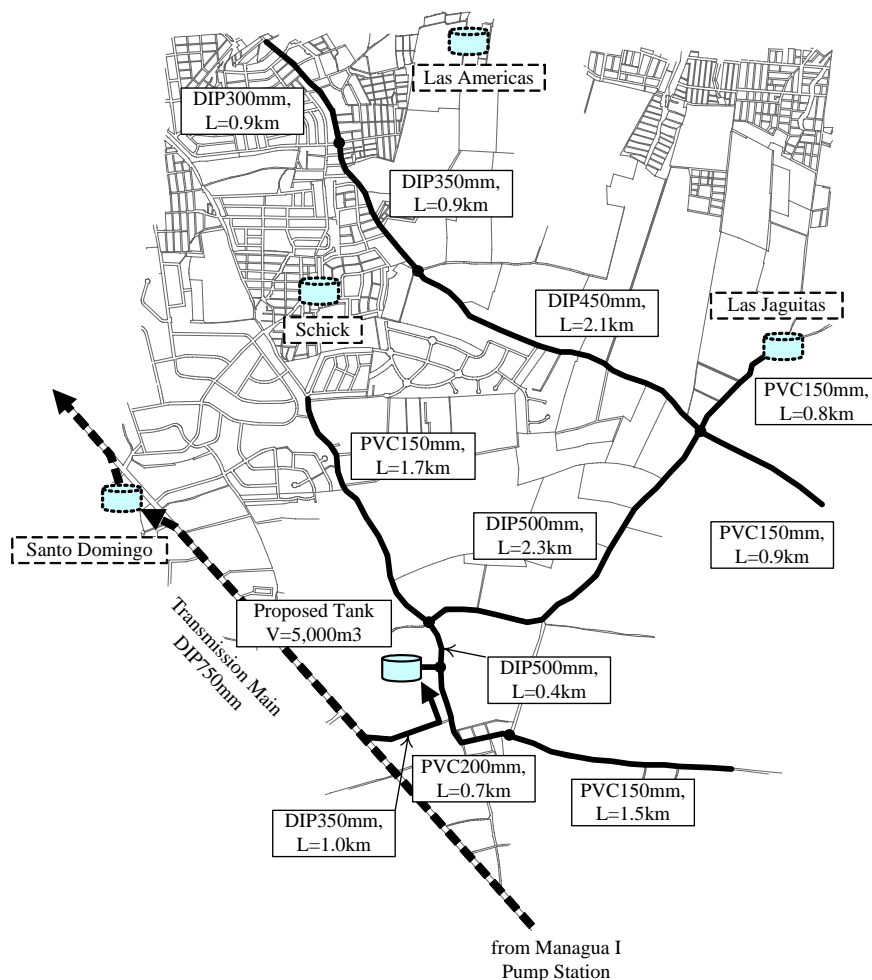 Las Americas
DIP300mm,
L=0.9km
DIP350mm,
L=0.9km
DIP450mm,
L=2.1km
Las Jaguitas
Schick
PVC150mm,
L=0.8km
PVC150mm,
L=1.7km
DIP500mm,
L=2.3km
PVC150mm,
L=0.9km
Santo Domingo
Transmission Main
DIP750mm
Proposed Tank
V=5,000m3
DIP500mm,
L=0.4km
PVC200mm,
L=0.7km
PVC150mm,
L=1.5km
DIP350mm,
L=1.0km
from Managua I
Pump Station